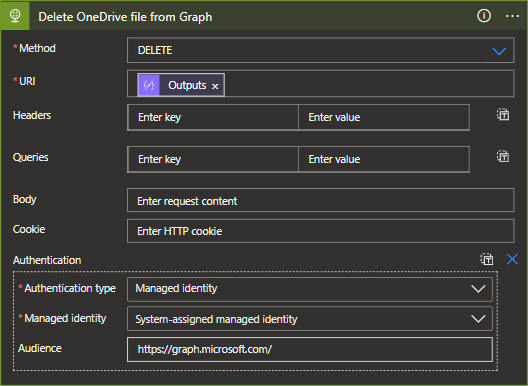 Delete OneDrive file from Graph
*Method DELETE
*URI Outputs ×
Headers Enter key Enter value
Queries Enter key Enter value
Body Enter request content
Cookie Enter HTTP cookie
Authentication
*Authentication type Managed identity
*Managed identity System-assigned managed identity
Audience https://graph.microsoft.com/